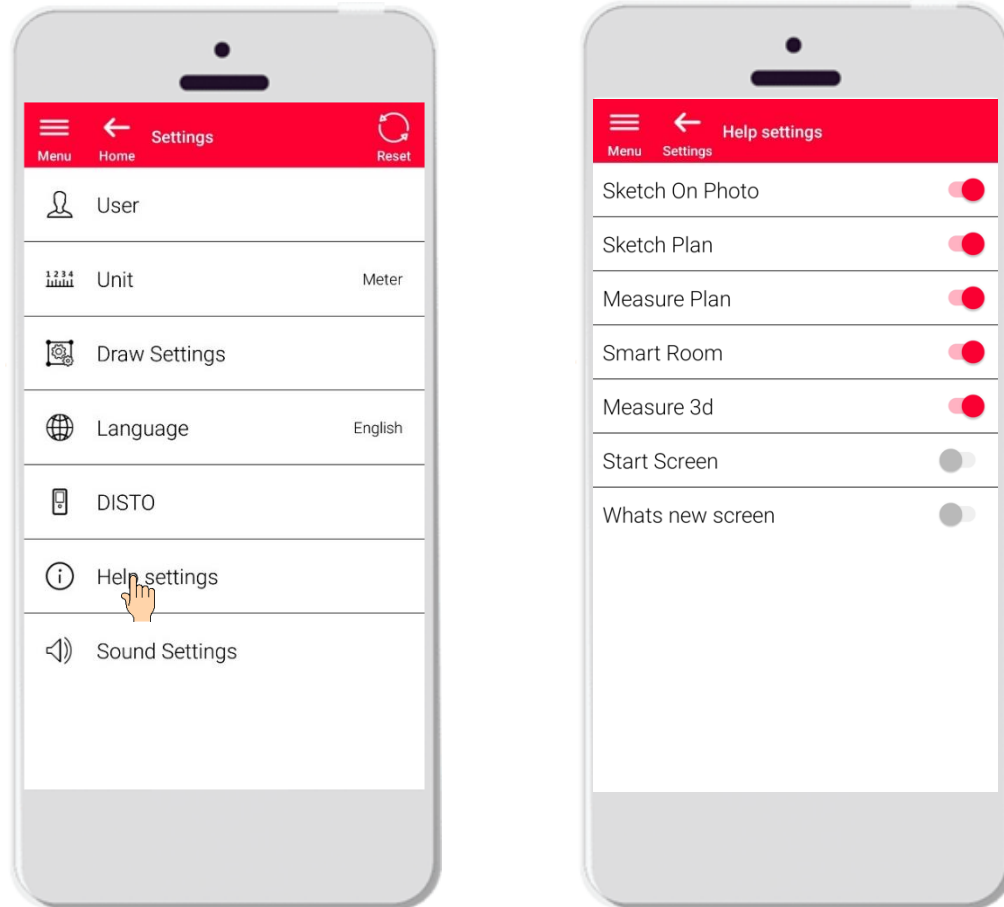 Settings
Menu Home Reset
User
1234
Unit Meter
Draw Settings
Language English
DISTO
Help settings
Sound Settings
Help settings
Menu Settings
Sketch On Photo
Sketch Plan
Measure Plan
Smart Room
Measure 3d
Start Screen
Whats new screen